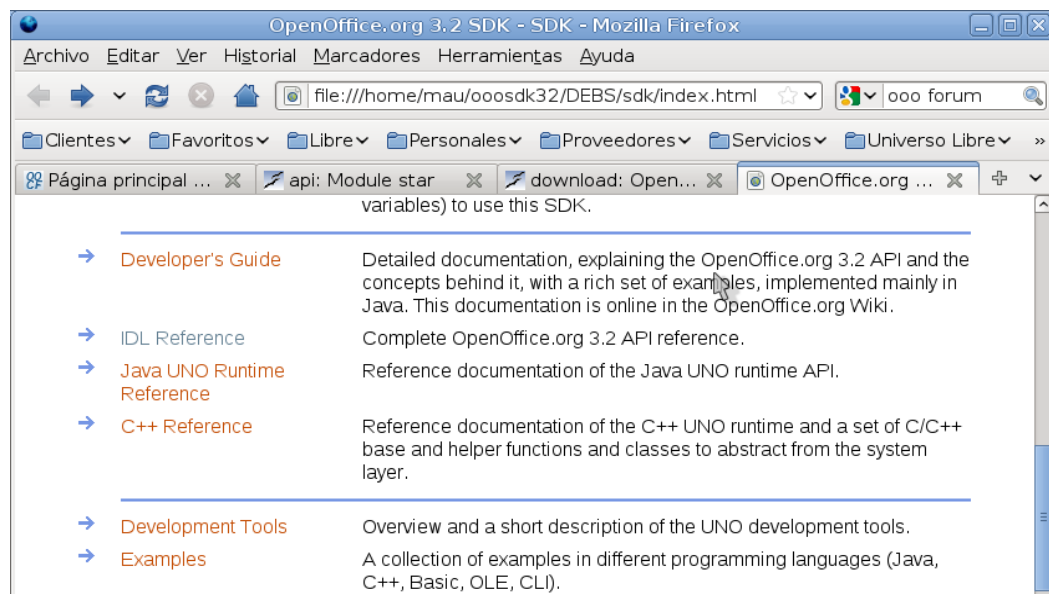 OpenOffice.org 3.2 SDK - SDK - Mozilla Firefox
Archivo Editar Ver Historial Marcadores Herramientas Ayuda
file:///home/mau/ooosdk32/DEBS/sdk/index.html ooo forum
Clientes Favoritos Libre Personales Proveedores Servicios Universo Libre »
Página principal ... api: Module star download: Open... OpenOffice.org ...
variables) to use this SDK.
Developer's Guide Detailed documentation, explaining the OpenOffice.org 3.2 API and the
concepts behind it, with a rich set of examples, implemented mainly in
Java. This documentation is online in the OpenOffice.org Wiki.
IDL Reference Complete OpenOffice.org 3.2 API reference.
Java UNO Runtime Reference documentation of the Java UNO runtime API.
Reference
C++ Reference Reference documentation of the C++ UNO runtime and a set of C/C++
base and helper functions and classes to abstract from the system
layer.
Development Tools Overview and a short description of the UNO development tools.
Examples A collection of examples in different programming languages (Java,
C++, Basic, OLE, CLI).